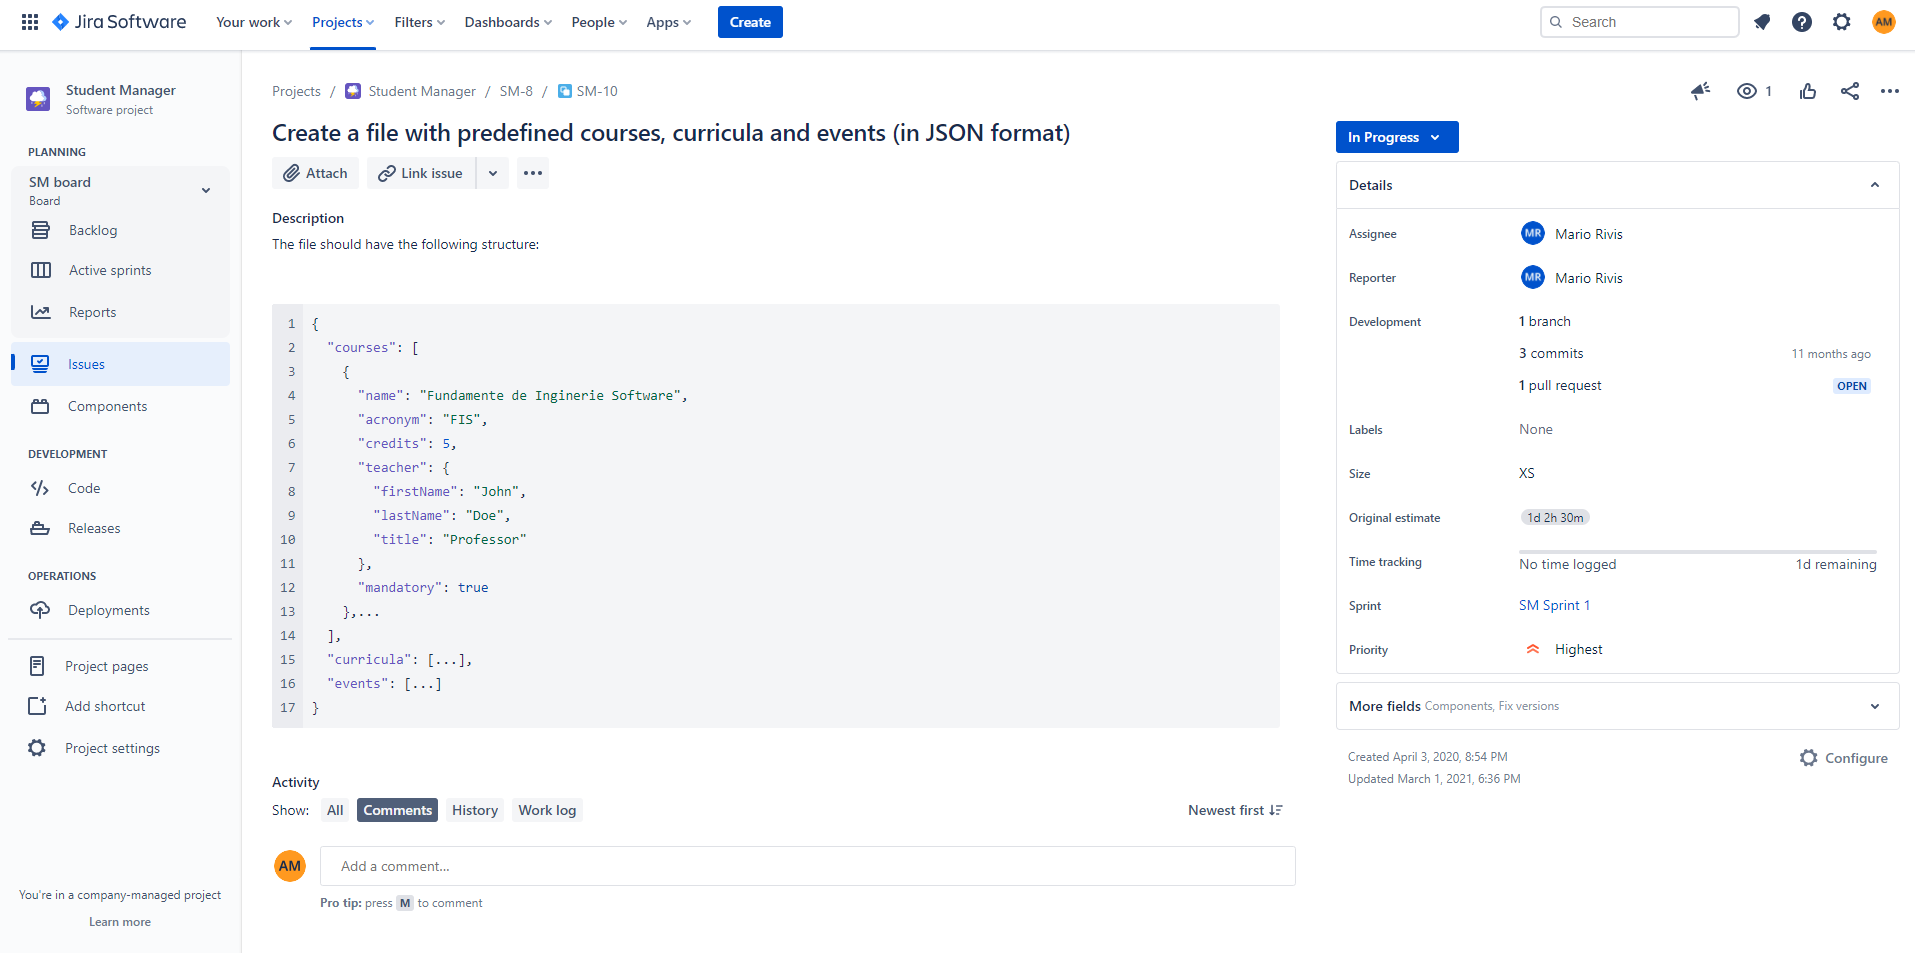 Jira Software Your work Projects Filters Dashboards People Apps Create Search AM
Student Manager
Software project
PLANNING
SM board
Board
Backlog
Active sprints
Reports
Issues
Components
DEVELOPMENT
Code
Releases
OPERATIONS
Deployments
Project pages
Add shortcut
Project settings
You're in a company-managed project
Learn more
Projects / Student Manager / SM-8 / SM-10
1
Create a file with predefined courses, curricula and events (in JSON format)
Attach Link issue
Description
The file should have the following structure:
1 {
2 "courses": [
3 {
4 "name": "Fundamente de Inginerie Software",
5 "acronym": "FIS",
6 "credits": 5,
7 "teacher": {
8 "firstName": "John",
9 "lastName": "Doe",
10 "title": "Professor"
11 },
12 "mandatory": true
13 },...
14 ],
15 "curricula": [...],
16 "events": [...]
17 }
Activity
Show: All Comments History Work log Newest first
AM Add a comment...
Pro tip: press M to comment
In Progress
Details
Assignee MR Mario Rivis
Reporter MR Mario Rivis
Development 1 branch
3 commits 11 months ago
1 pull request OPEN
Labels None
Size XS
Original estimate 1d 2h 30m
Time tracking No time logged 1d remaining
Sprint SM Sprint 1
Priority Highest
More fields Components, Fix versions
Created April 3, 2020, 8:54 PM
Updated March 1, 2021, 6:36 PM
Configure